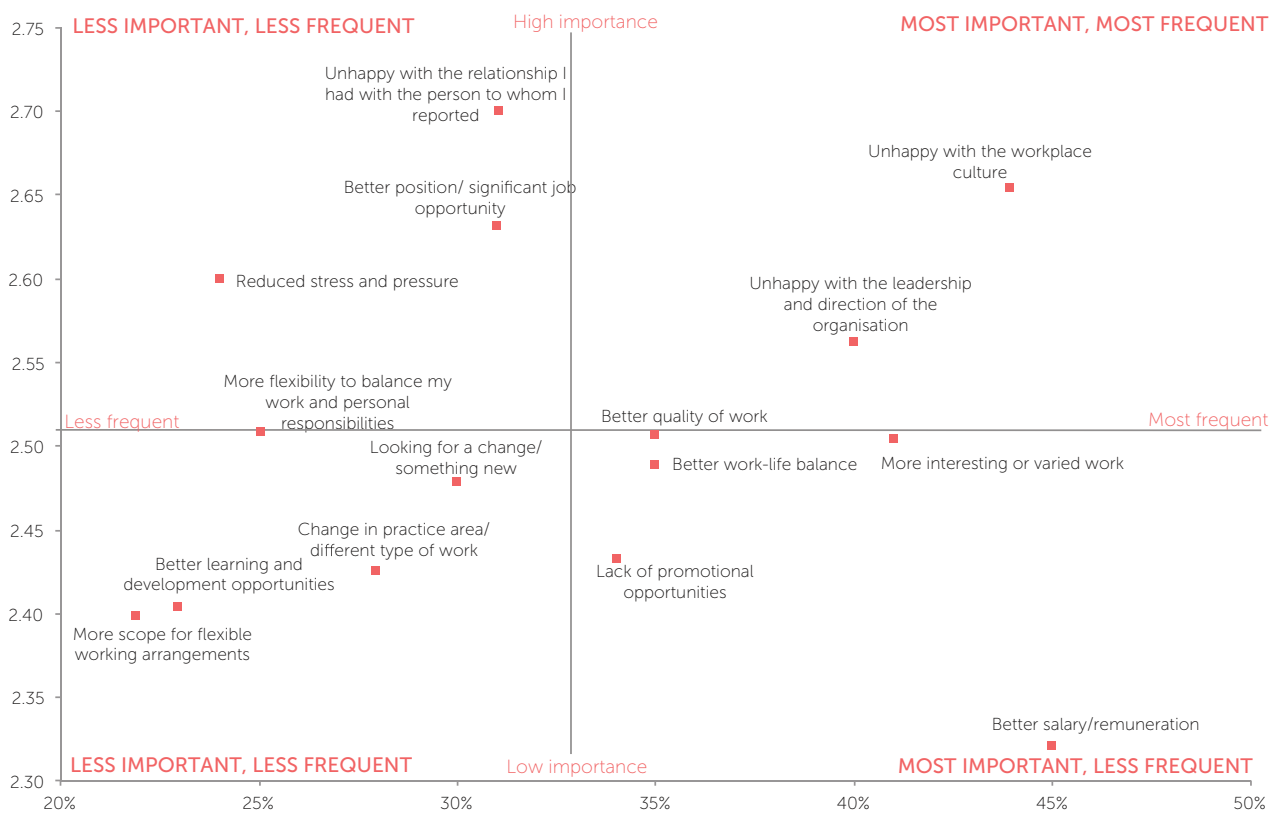 2.75
LESS IMPORTANT, LESS FREQUENT
High importance
MOST IMPORTANT, MOST FREQUENT
Unhappy with the relationship I
had with the person to whom I
reported
2.70
Unhappy with the workplace
culture
2.65
Better position/ significant job
opportunity
2.60
Reduced stress and pressure
Unhappy with the leadership
and direction of the
organisation
2.55
More flexibility to balance my
work and personal
responsibilities
Less frequent
Better quality of work
Most frequent
2.50
Looking for a change/
something new
Better work-life balance
More interesting or varied work
2.45
Change in practice area/
different type of work
Better learning and
development opportunities
Lack of promotional
opportunities
2.40
More scope for flexible
working arrangements
2.35
Better salary/remuneration
LESS IMPORTANT, LESS FREQUENT
Low importance
MOST IMPORTANT, LESS FREQUENT
2.30
20%
25%
30%
35%
40%
45%
50%